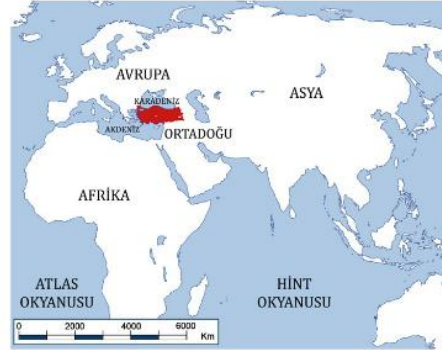 AVRUPA
ASYA
KARADENİZ
AKDENİZ
ORTADOĞU
AFRİKA
ATLAS
OKYANUSU
HİNT
OKYANUSU
0 2000 4000 6000
Km